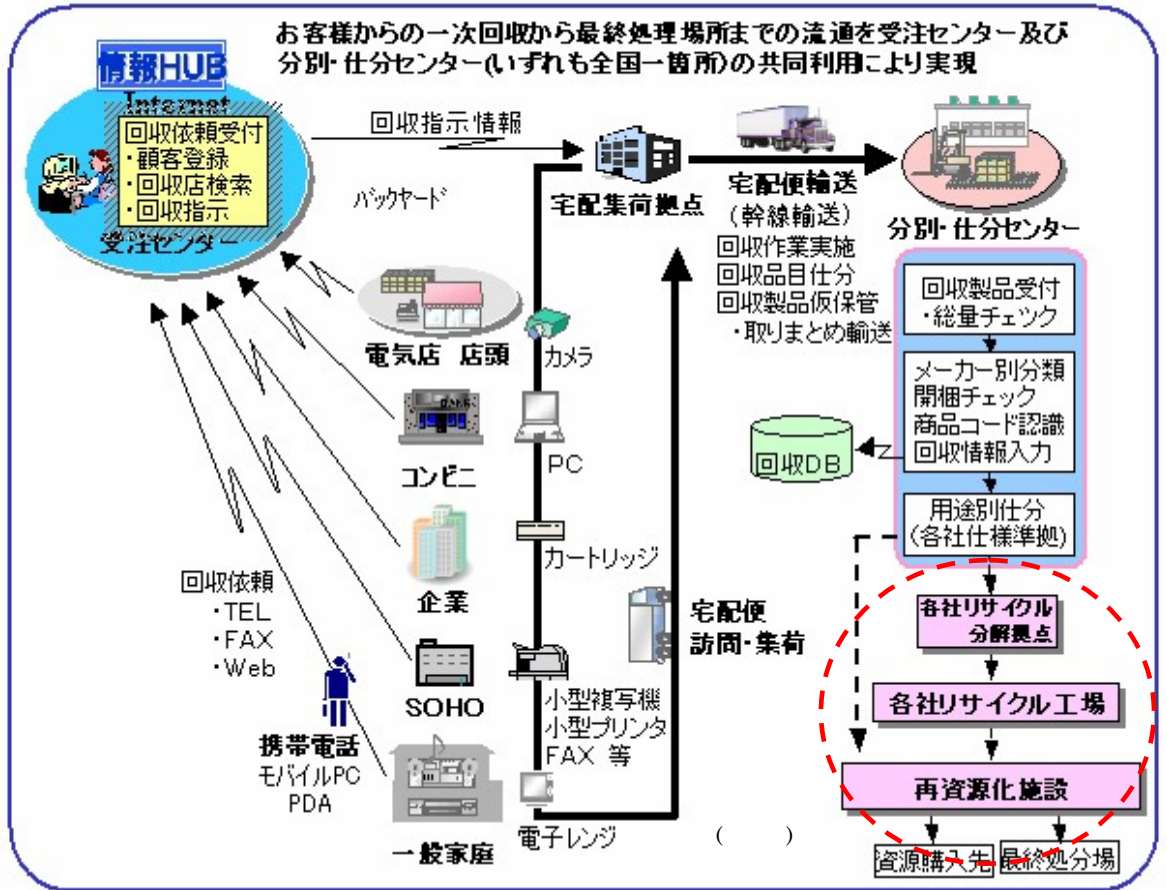 お客様からの一次回収から最終処理場所までの流通を受注センター及び
分別・仕分センター(いずれも全国一箇所)の共同利用により実現
情報HUB
Internet
回収依頼受付
・顧客登録
・回収店検索
・回収指示
受注センター
回収指示情報
バックヤード
宅配集荷拠点
宅配便輸送
(幹線輸送)
回収作業実施
回収品目仕分
回収製品仮保管
・取りまとめ輸送
分別・仕分センター
回収製品受付
・総量チェック
メーカー別分類
開梱チェック
商品コード認識
回収情報入力
回収DB
用途別仕分
(各社仕様準拠)
各社リサイクル
分解拠点
各社リサイクル工場
再資源化施設
資源購入先
最終処分場
電気店 店頭
BANK
コンビニ
企業
SOHO
一般家庭
回収依頼
・TEL
・FAX
・Web
携帯電話
モバイルPC
PDA
カメラ
PC
カートリッジ
小型複写機
小型プリンタ
FAX 等
電子レンジ
宅配便
訪問・集荷
( )